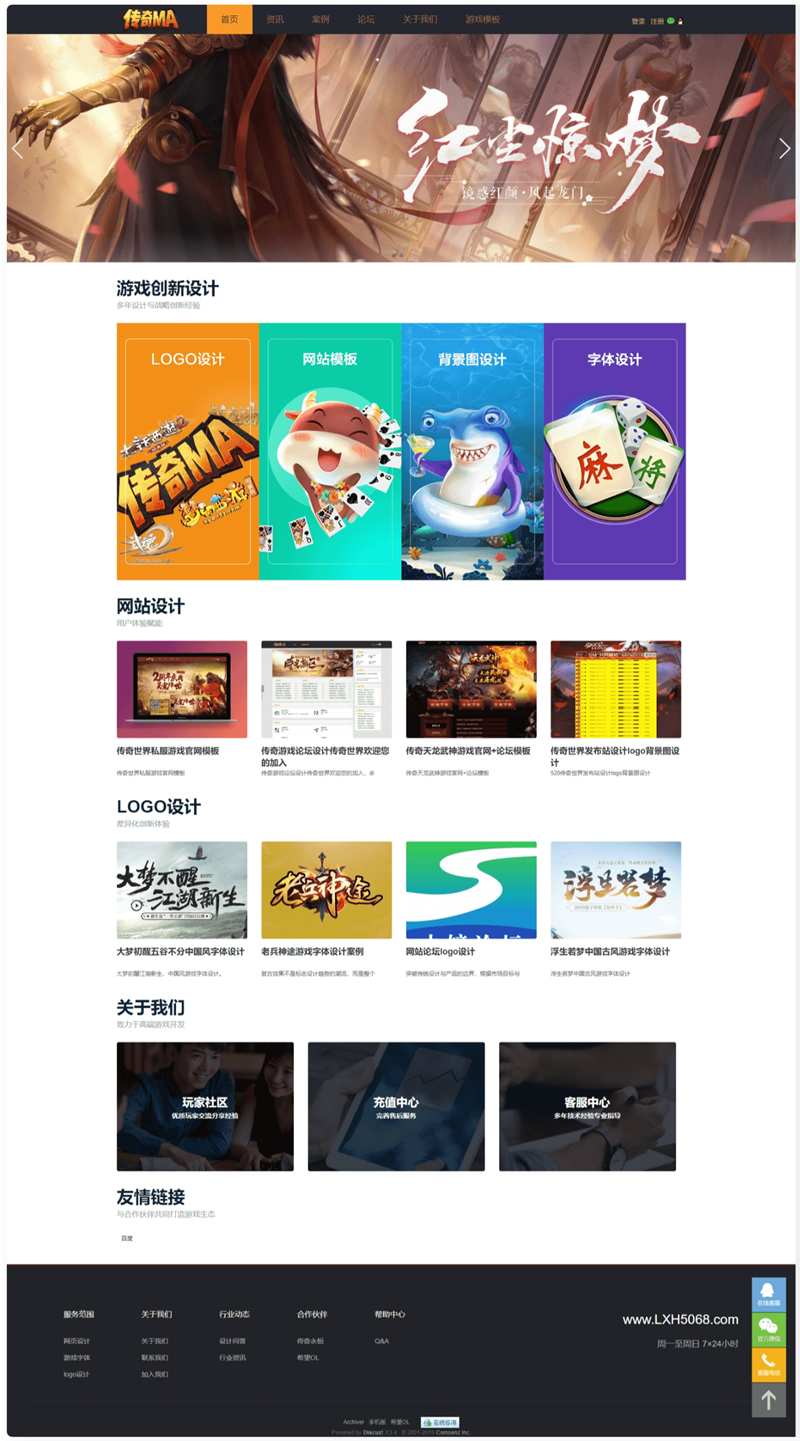 传奇MA
首页 资讯 案例 论坛 关于我们 游戏模板
登录 注册
红尘惊梦
镜惑红颜·风起龙门
游戏创新设计
多年设计与战略创新经验
LOGO设计 网站模板 背景图设计 字体设计
大话西游2
传奇MA
麻 将
网站设计
用户体验赋能
传奇世界私服游戏官网模板
传奇世界私服游戏官网模板
传奇游戏论坛设计传奇世界欢迎您
的加入
传奇游戏论坛设计传奇世界欢迎您的加入。
传奇天龙武神游戏官网+论坛模板
传奇天龙武神游戏官网+论坛模板
传奇世界发布站设计logo背景图设
计
520传奇世界发布站设计logo背景图设计
LOGO设计
差异化创新体验
大梦不醒
江湖新生
老兵神途
浮生若梦
大梦初醒五谷不分中国风字体设计
大梦初醒江湖新生，中国风游戏字体设计。
老兵神途游戏字体设计案例
复古效果不是标志设计趋势的潮流，而是整个
网站论坛logo设计
突破传统设计与产品的边界，根据市场目标与
浮生若梦中国古风游戏字体设计
浮生若梦中国古风游戏字体设计
关于我们
致力于高端游戏开发
玩家社区
优质玩家交流分享经验
充值中心
完善售后服务
客服中心
多年技术经验专业指导
友情链接
与合作伙伴共同打造游戏生态
百度
服务范围 关于我们 行业动态 合作伙伴 帮助中心
网页设计 关于我们 设计问答 传奇永恒 Q&A
游戏字体 联系我们 行业资讯 希望OL
logo设计 加入我们
www.LXH5068.com
周一至周日 7×24小时
在线客服
官方微信
客服电话
Archiver 手机版 希望OL 在线咨询
Powered by Discuz! X3.4 © 2001-2015 Comsenz Inc.